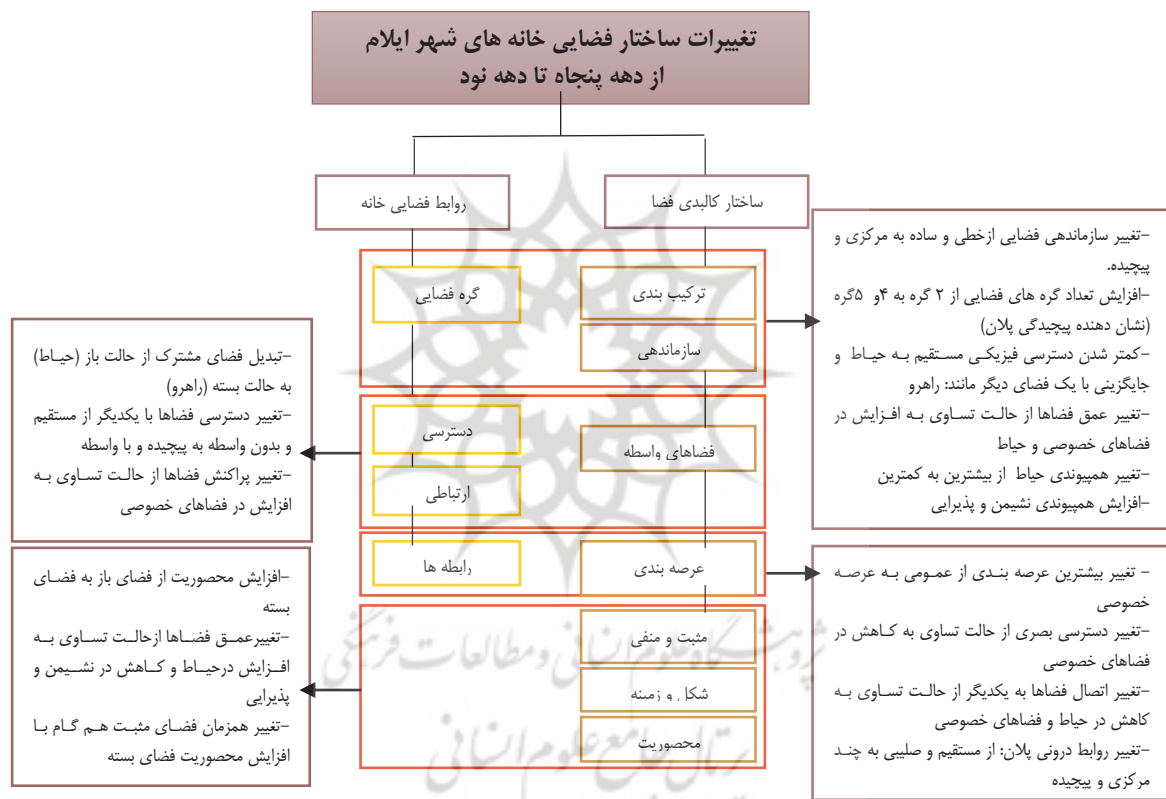 تغییرات ساختار فضایی خانه های شهر ایلام
از دهه پنجاه تا دهه نود
ساختار کالبدی فضا
روابط فضایی خانه
ترکیب بندی
سازماندهی
گره فضایی
فضاهای واسطه
دسترسی
ارتباطی
عرصه بندی
رابطه ها
مثبت و منفی
شکل و زمینه
محصوریت
-تغییر سازماندهی فضایی ازخطی و ساده به مرکزی و
پیچیده.
-افزایش تعداد گره های فضایی از ۲ گره به ۴و ۵گره
(نشان دهنده پیچیدگی پلان)
-کمتر شدن دسترسی فیزیکی مستقیم به حیاط و
جایگزینی با یک فضای دیگر مانند: راهرو
-تغییر عمق فضاها از حالت تساوی به افزایش در
فضاهای خصوصی و حیاط
-تغییر همپیوندی حیاط از بیشترین به کمترین
-افزایش همپیوندی نشیمن و پذیرایی
- تغییر بیشترین عرصه بندی از عمومی به عرصه
خصوصی
-تغییر دسترسی بصری از حالت تساوی به کاهش در
فضاهای خصوصی
-تغییر اتصال فضاها به یکدیگر از حالت تساوی به
کاهش در حیاط و فضاهای خصوصی
-تغییر روابط درونی پلان: از مستقیم و صلیبی به چند
مرکزی و پیچیده
-تبدیل فضای مشترک از حالت باز (حیاط)
به حالت بسته (راهرو)
-تغییر دسترسی فضاها با یکدیگر از مستقیم
و بدون واسطه به پیچیده و با واسطه
-تغییر پراکنش فضاها از حالت تساوی به
افزایش در فضاهای خصوصی
-افزایش محصوریت از فضای باز به فضای
بسته
-تغییرعمق فضاها ازحالت تساوی به
افزایش درحیاط و کاهش در نشیمن و
پذیرایی
-تغییر همزمان فضای مثبت هم گام با
افزایش محصوریت فضای بسته
پژوهشگاه علوم انسانی و مطالعات فرهنگی
پرتال جامع علوم انسانی